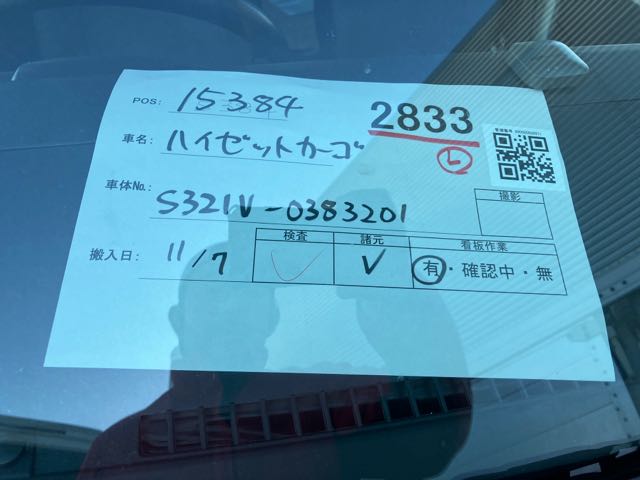 POS: 15384
2833
車名: ハイゼットカーゴ
車体No.: S321V-0383201
撮影
搬入日: 11/7
検査 諸元 看板作業
有・確認中・無